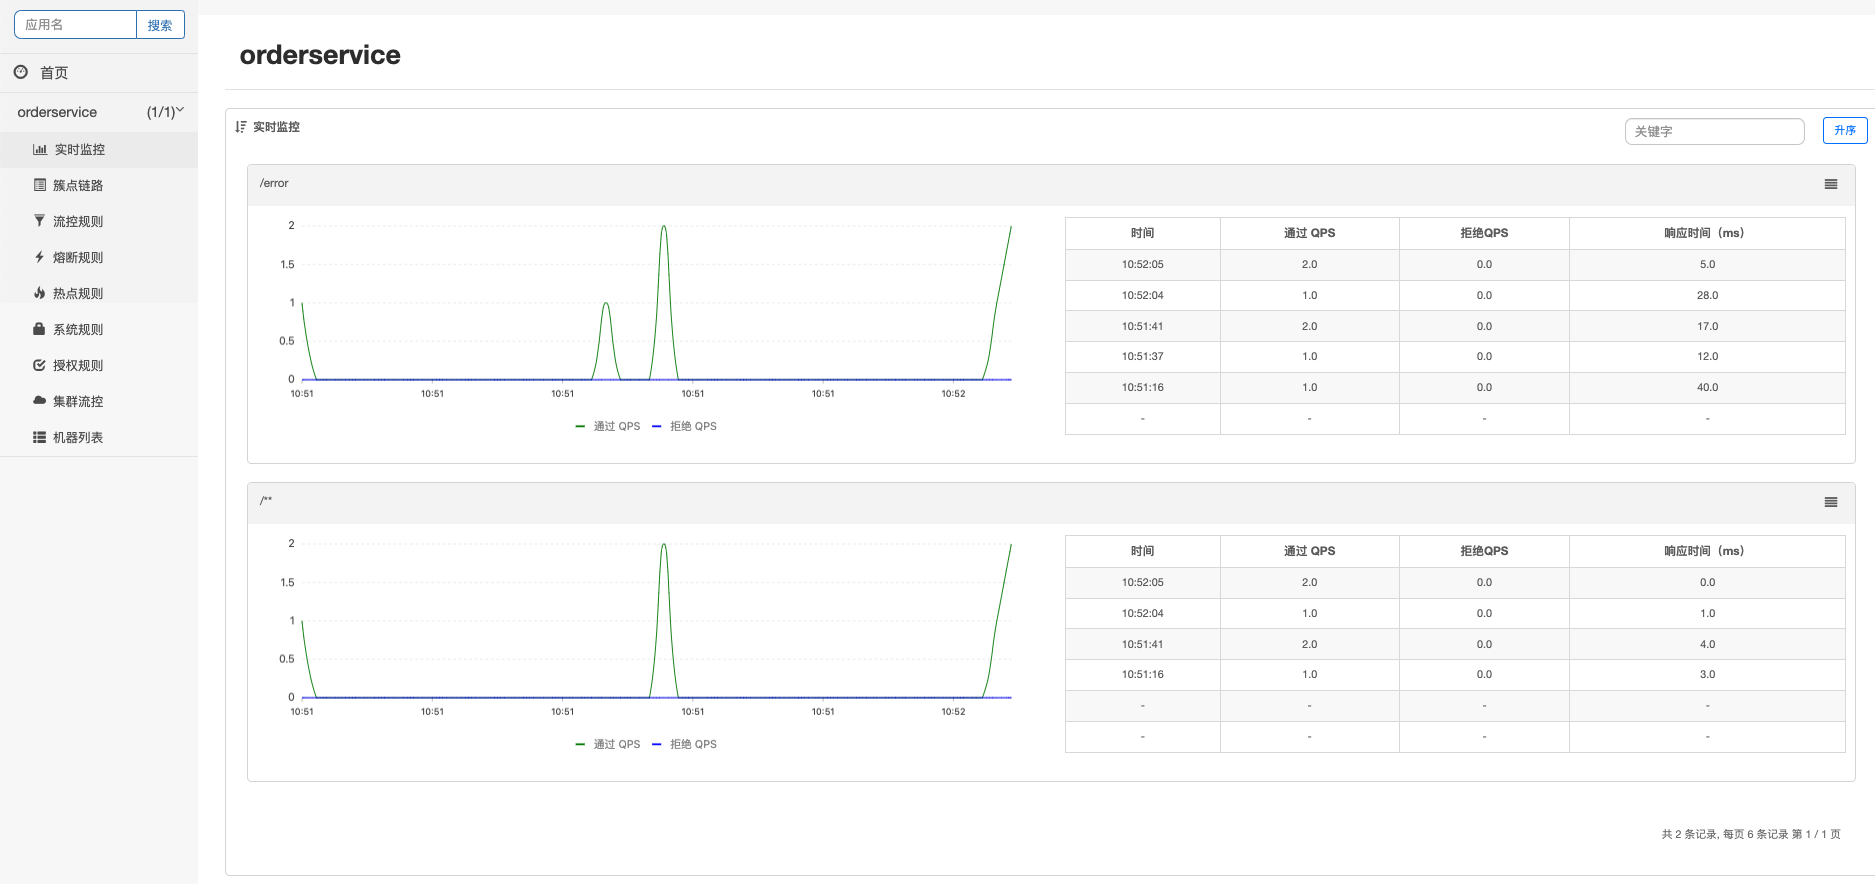 应用名 搜索
首页
orderservice (1/1)
实时监控
簇点链路
流控规则
熔断规则
热点规则
系统规则
授权规则
集群流控
机器列表
orderservice
实时监控 关键字 升序
/error
2
1.5
1
0.5
0
10:51 10:51 10:51 10:51 10:51 10:52
通过 QPS 拒绝 QPS
时间 通过 QPS 拒绝QPS 响应时间（ms）
10:52:05 2.0 0.0 5.0
10:52:04 1.0 0.0 28.0
10:51:41 2.0 0.0 17.0
10:51:37 1.0 0.0 12.0
10:51:16 1.0 0.0 40.0
- - - -
/**
2
1.5
1
0.5
0
10:51 10:51 10:51 10:51 10:51 10:52
通过 QPS 拒绝 QPS
时间 通过 QPS 拒绝QPS 响应时间（ms）
10:52:05 2.0 0.0 0.0
10:52:04 1.0 0.0 1.0
10:51:41 2.0 0.0 4.0
10:51:16 1.0 0.0 3.0
- - - -
- - - -
共 2 条记录, 每页 6 条记录 第 1 / 1 页